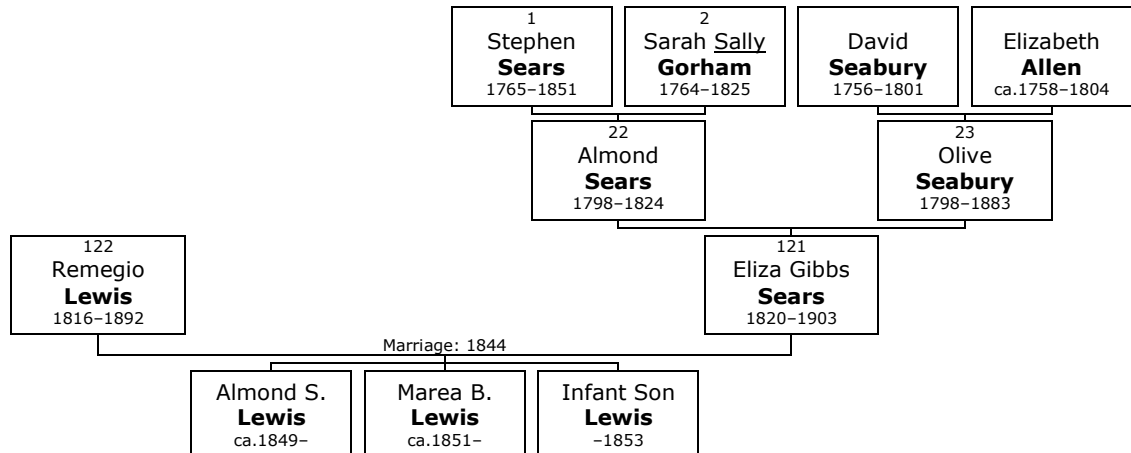 1
Stephen
Sears
1765–1851
2
Sarah Sally
Gorham
1764–1825
David
Seabury
1756–1801
Elizabeth
Allen
ca.1758–1804
22
Almond
Sears
1798–1824
23
Olive
Seabury
1798–1883
122
Remegio
Lewis
1816–1892
121
Eliza Gibbs
Sears
1820–1903
Marriage: 1844
Almond S.
Lewis
ca.1849–
Marea B.
Lewis
ca.1851–
Infant Son
Lewis
–1853